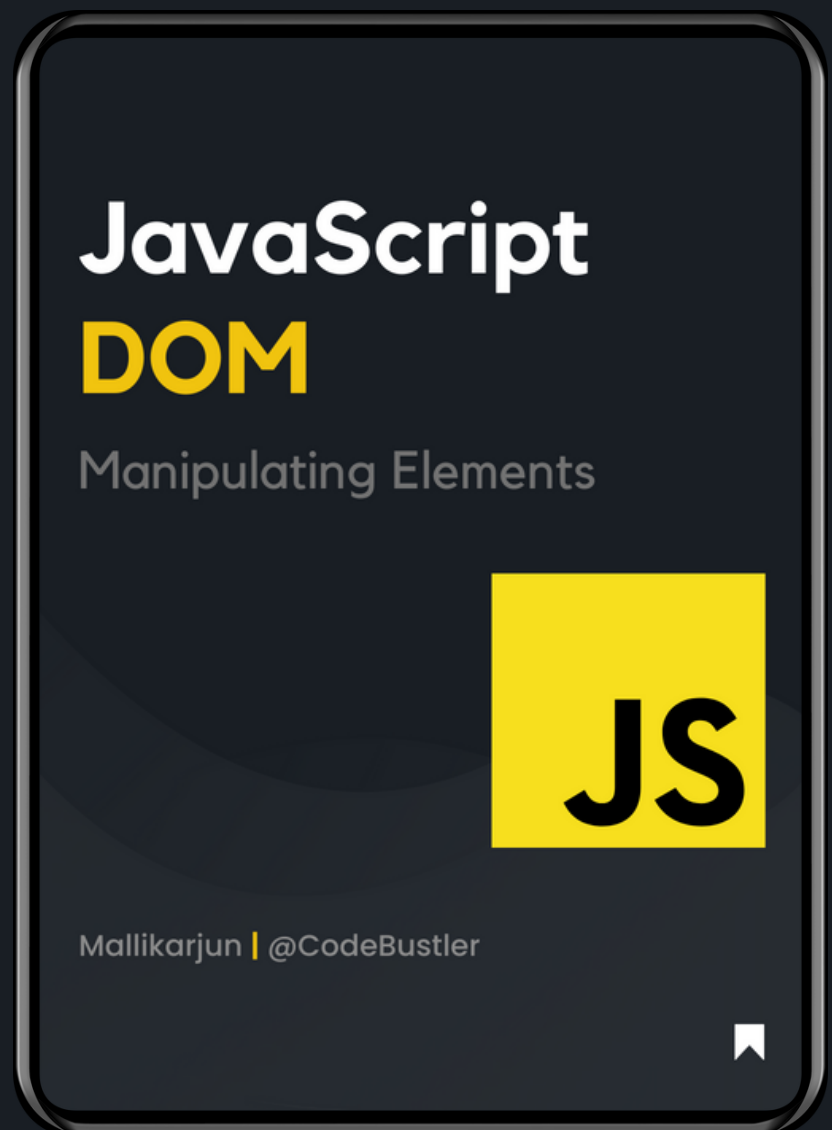 JavaScript
DOM
Manipulating Elements
JS
Mallikarjun | @CodeBustler